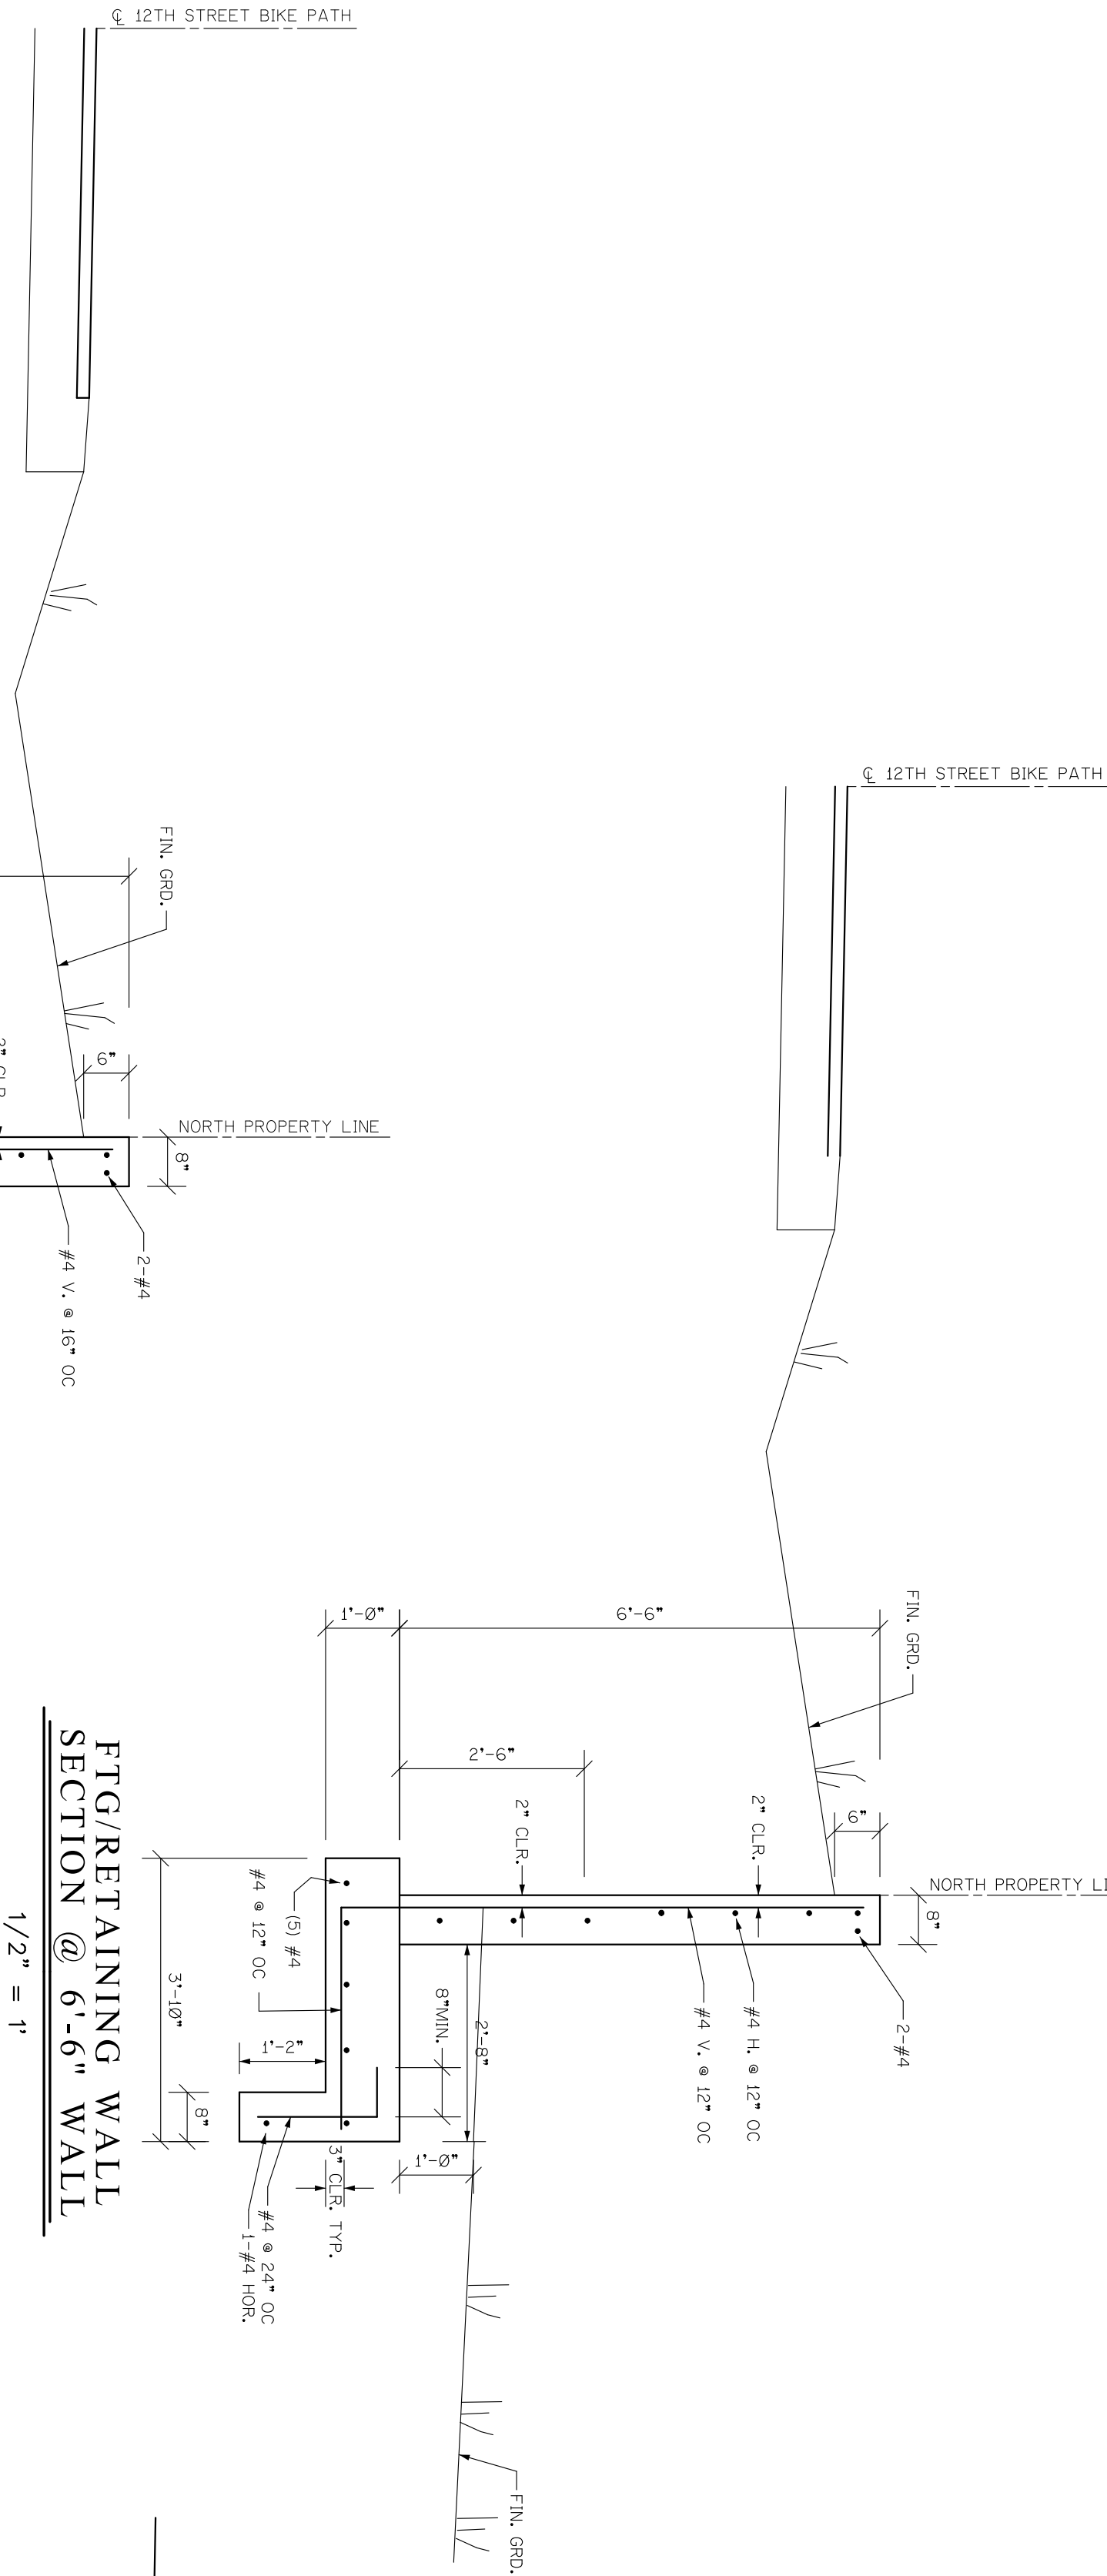 ℄ 12TH STREET BIKE PATH
FIN. GRD.
6"
NORTH PROPERTY LINE
8"
2-#4
#4 V. @ 16" OC
℄ 12TH STREET BIKE PATH
FIN. GRD.
1'-0"
6'-6"
2'-6"
2" CLR.
2" CLR.
6"
NORTH PROPERTY LI
8"
2-#4
#4 H. @ 12" OC
#4 V. @ 12" OC
#4 @ 12" OC
(5) #4
8"MIN.
2'-8"
3'-10"
1'-2"
8"
1'-0"
3" CLR. TYP.
#4 @ 24" OC
1-#4 HOR.
FIN. GRD.
FTG/RETAINING WALL
SECTION @ 6'-6" WALL
1/2" = 1'